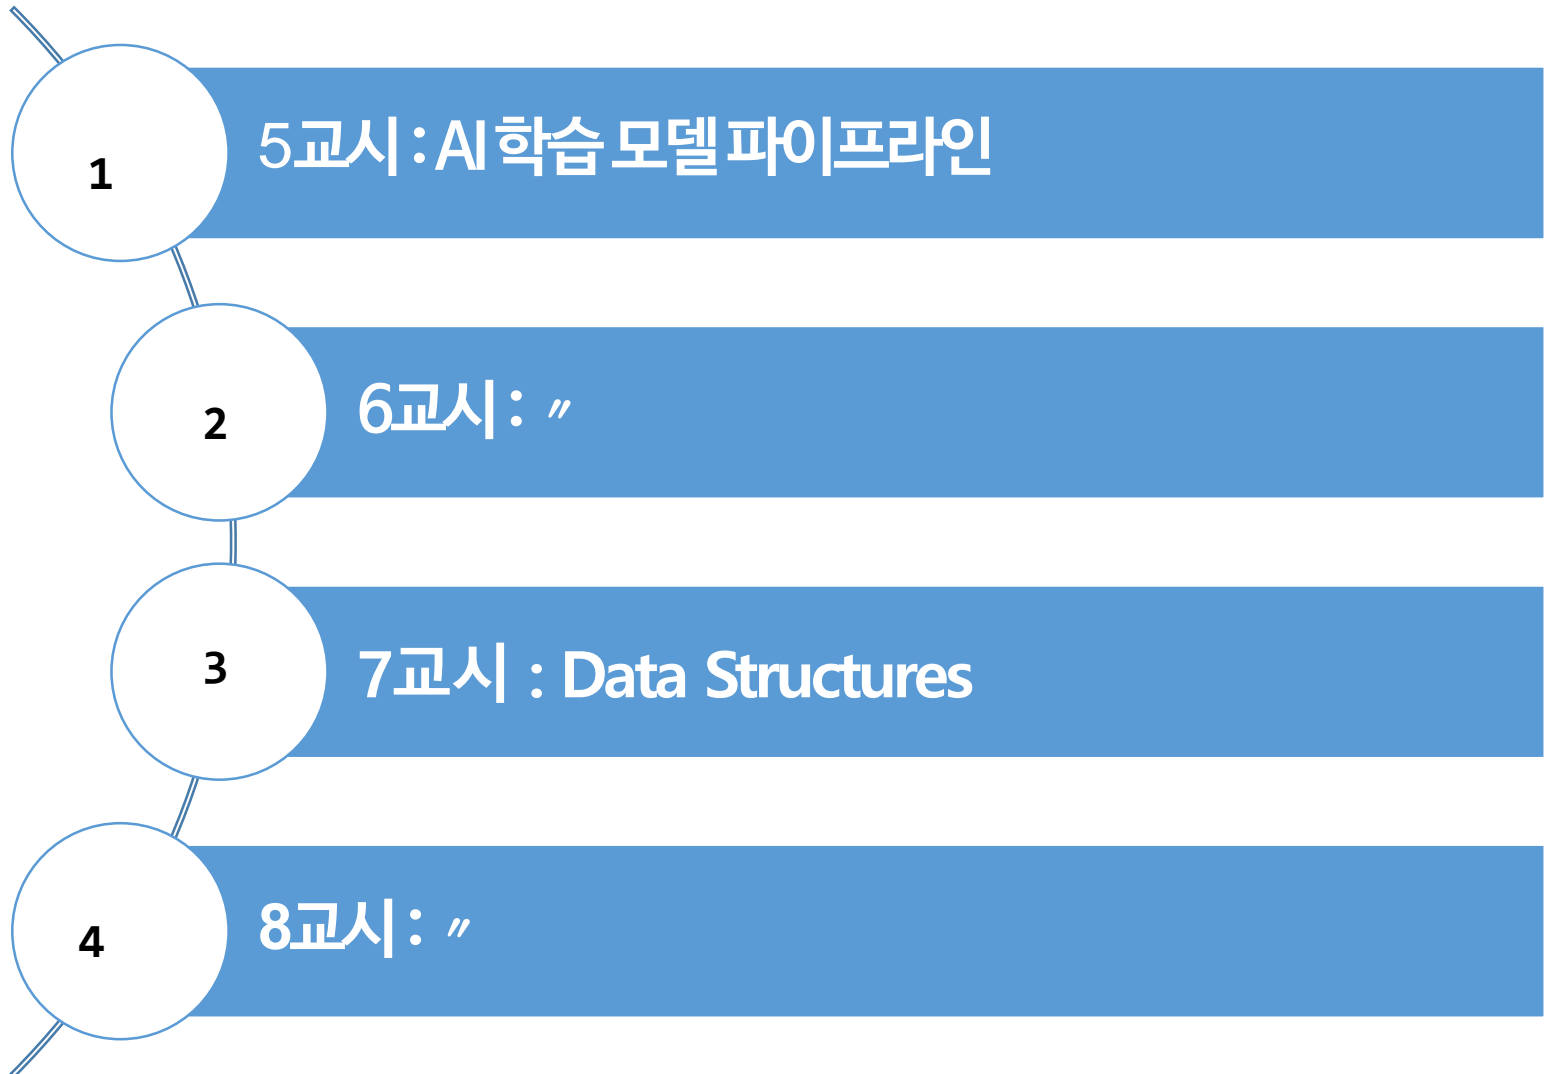 1
5교시 : AI 학습 모델 파이프라인
2
6교시 : 〃
3
7교시 : Data Structures
4
8교시 : 〃